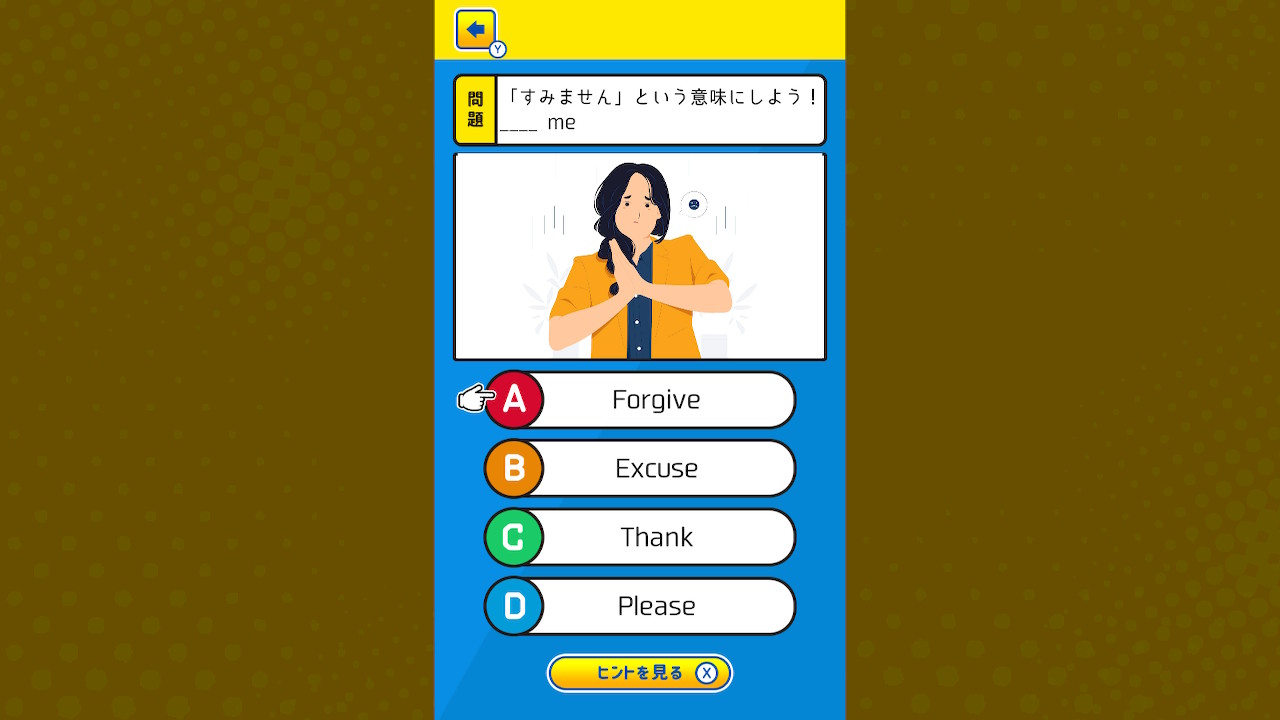 Y
問題
「すみません」という意味にしよう!
____ me
A Forgive
B Excuse
C Thank
D Please
ヒントを見る X